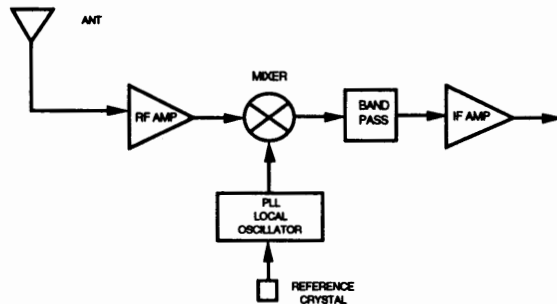 ANT
MIXER
RF AMP
BAND
PASS
IF AMP
PLL
LOCAL
OSCILLATOR
REFERENCE
CRYSTAL